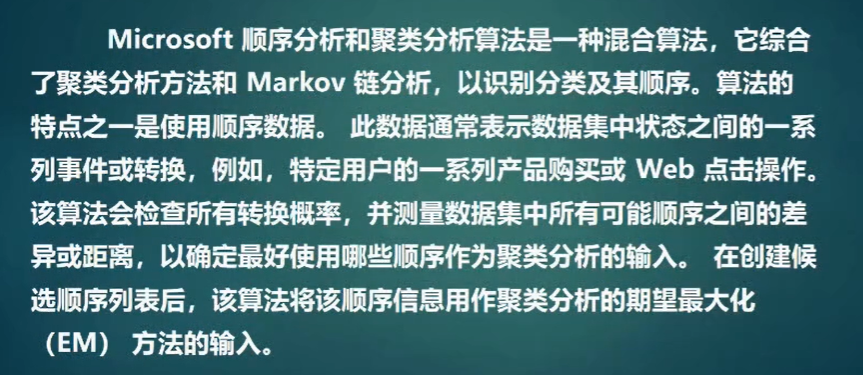 Microsoft 顺序分析和聚类分析算法是一种混合算法，它综合
了聚类分析方法和 Markov 链分析，以识别分类及其顺序。算法的
特点之一是使用顺序数据。 此数据通常表示数据集中状态之间的一系
列事件或转换，例如，特定用户的一系列产品购买或 Web 点击操作。
该算法会检查所有转换概率，并测量数据集中所有可能顺序之间的差
异或距离，以确定最好使用哪些顺序作为聚类分析的输入。 在创建候
选顺序列表后，该算法将该顺序信息用作聚类分析的期望最大化
（EM） 方法的输入。